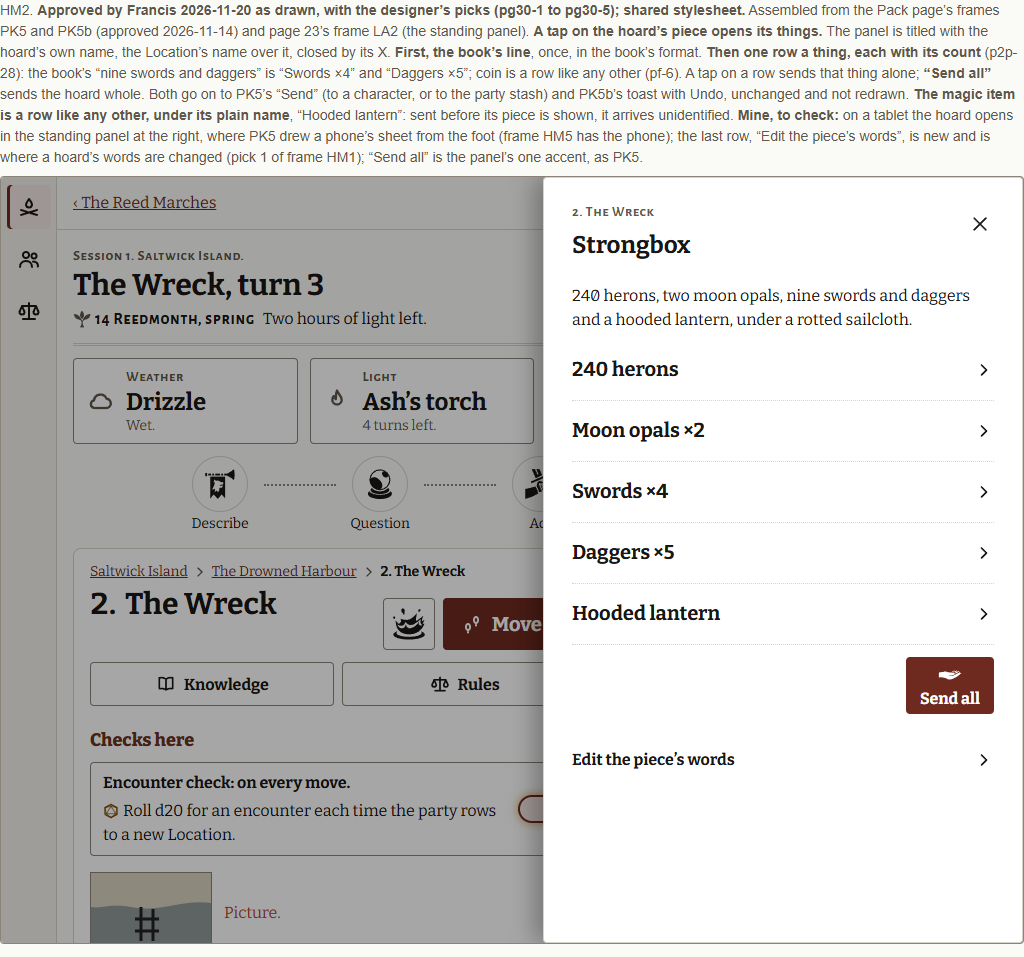 HM2. Approved by Francis 2026-11-20 as drawn, with the designer's picks (pg30-1 to pg30-5); shared stylesheet. Assembled from the Pack page's frames
PK5 and PK5b (approved 2026-11-14) and page 23's frame LA2 (the standing panel). A tap on the hoard's piece opens its things. The panel is titled with the
hoard's own name, the Location's name over it, closed by its X. First, the book's line, once, in the book's format. Then one row a thing, each with its count (p2p-
28): the book's “nine swords and daggers” is “Swords ×4” and “Daggers ×5”; coin is a row like any other (pf-6). A tap on a row sends that thing alone; “Send all”
sends the hoard whole. Both go on to PK5's “Send” (to a character, or to the party stash) and PK5b's toast with Undo, unchanged and not redrawn. The magic item
is a row like any other, under its plain name, “Hooded lantern”: sent before its piece is shown, it arrives unidentified. Mine, to check: on a tablet the hoard opens
in the standing panel at the right, where PK5 drew a phone's sheet from the foot (frame HM5 has the phone); the last row, “Edit the piece's words”, is new and is
where a hoard's words are changed (pick 1 of frame HM1); “Send all” is the panel's one accent, as PK5.
‹ The Reed Marches
Session 1. Saltwick Island.
The Wreck, turn 3
14 Reedmonth, spring Two hours of light left.
Weather
Drizzle
Wet.
Light
Ash's torch
4 turns left.
Describe
Question
Ac
Saltwick Island > The Drowned Harbour > 2. The Wreck
2. The Wreck
Move
Knowledge
Rules
Checks here
Encounter check: on every move.
Roll d20 for an encounter each time the party rows
to a new Location.
Picture.
2. The Wreck
Strongbox
240 herons, two moon opals, nine swords and daggers
and a hooded lantern, under a rotted sailcloth.
240 herons
Moon opals ×2
Swords ×4
Daggers ×5
Hooded lantern
Send all
Edit the piece's words